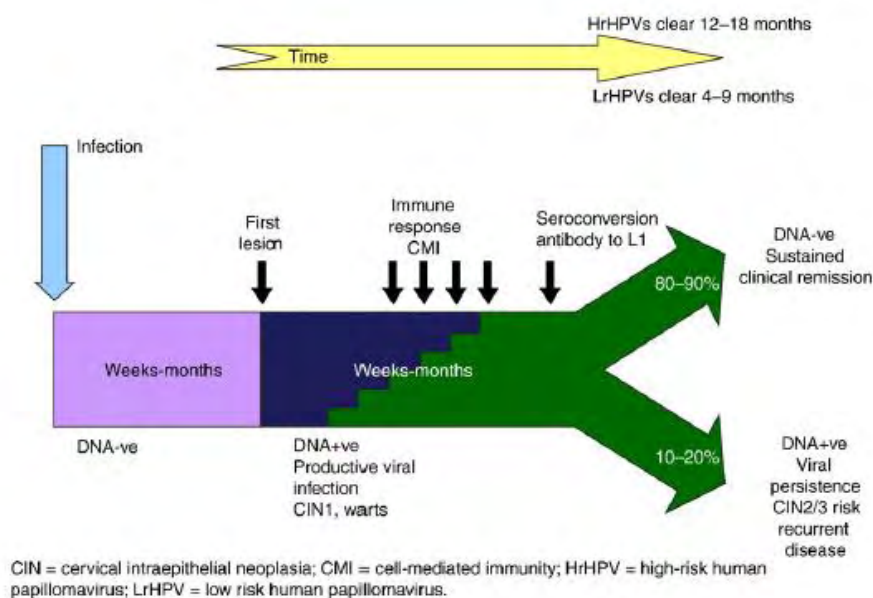 HrHPVs clear 12–18 months
Time
LrHPVs clear 4–9 months
Infection
First
lesion
Immune
response
CMI
Seroconversion
antibody to L1
DNA-ve
Sustained
clinical remission
80–90%
Weeks-months
Weeks-months
DNA-ve
DNA+ve
Productive viral
infection
CIN1, warts
10–20%
DNA+ve
Viral
persistence
CIN2/3 risk
recurrent
disease
CIN = cervical intraepithelial neoplasia; CMI = cell-mediated immunity; HrHPV = high-risk human
papillomavirus; LrHPV = low risk human papillomavirus.